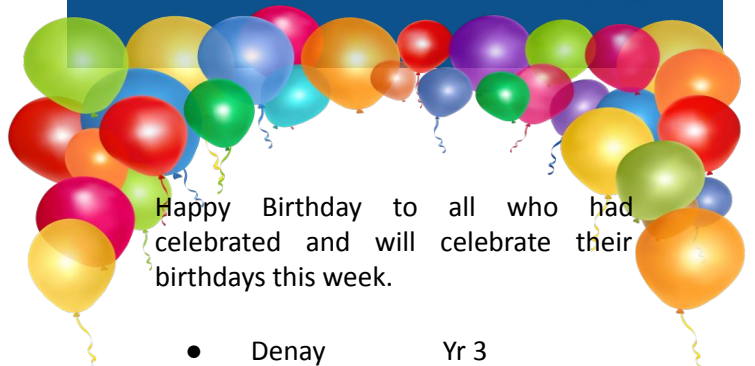 Happy Birthday to all who had
celebrated and will celebrate their
birthdays this week.
● Denay Yr 3